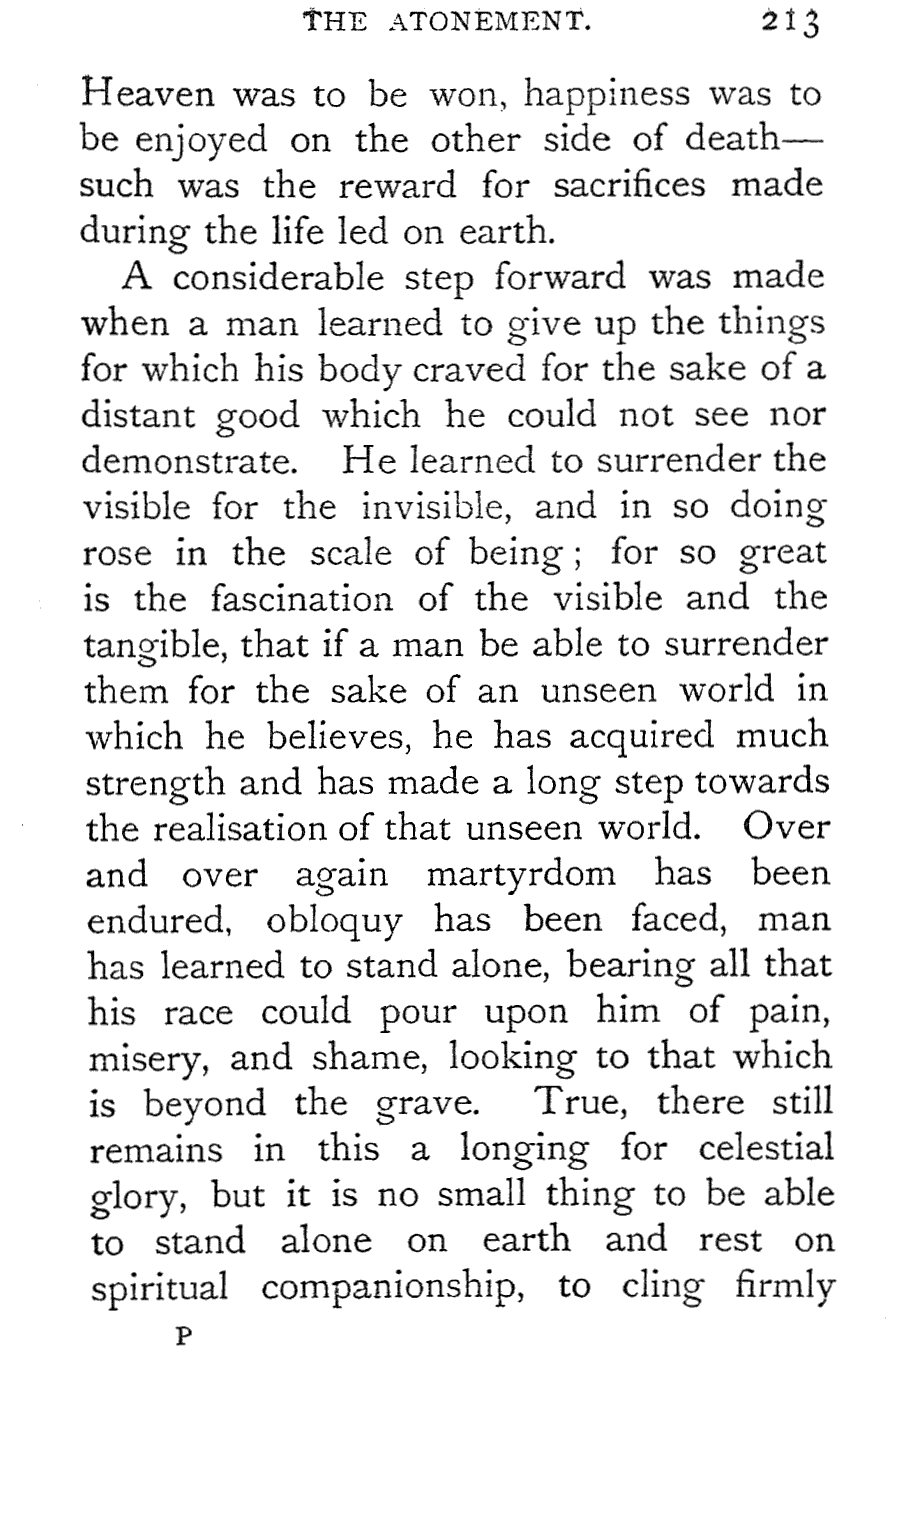 THE ATONEMENT. 213
Heaven was to be won, happiness was to
be enjoyed on the other side of death—
such was the reward for sacrifices made
during the life led on earth.
A considerable step forward was made
when a man learned to give up the things
for which his body craved for the sake of a
distant good which he could not see nor
demonstrate. He learned to surrender the
visible for the invisible, and in so doing
rose in the scale of being ; for so great
is the fascination of the visible and the
tangible, that if a man be able to surrender
them for the sake of an unseen world in
which he believes, he has acquired much
strength and has made a long step towards
the realisation of that unseen world. Over
and over again martyrdom has been
endured, obloquy has been faced, man
has learned to stand alone, bearing all that
his race could pour upon him of pain,
misery, and shame, looking to that which
is beyond the grave. True, there still
remains in this a longing for celestial
glory, but it is no small thing to be able
to stand alone on earth and rest on
spiritual companionship, to cling firmly
P